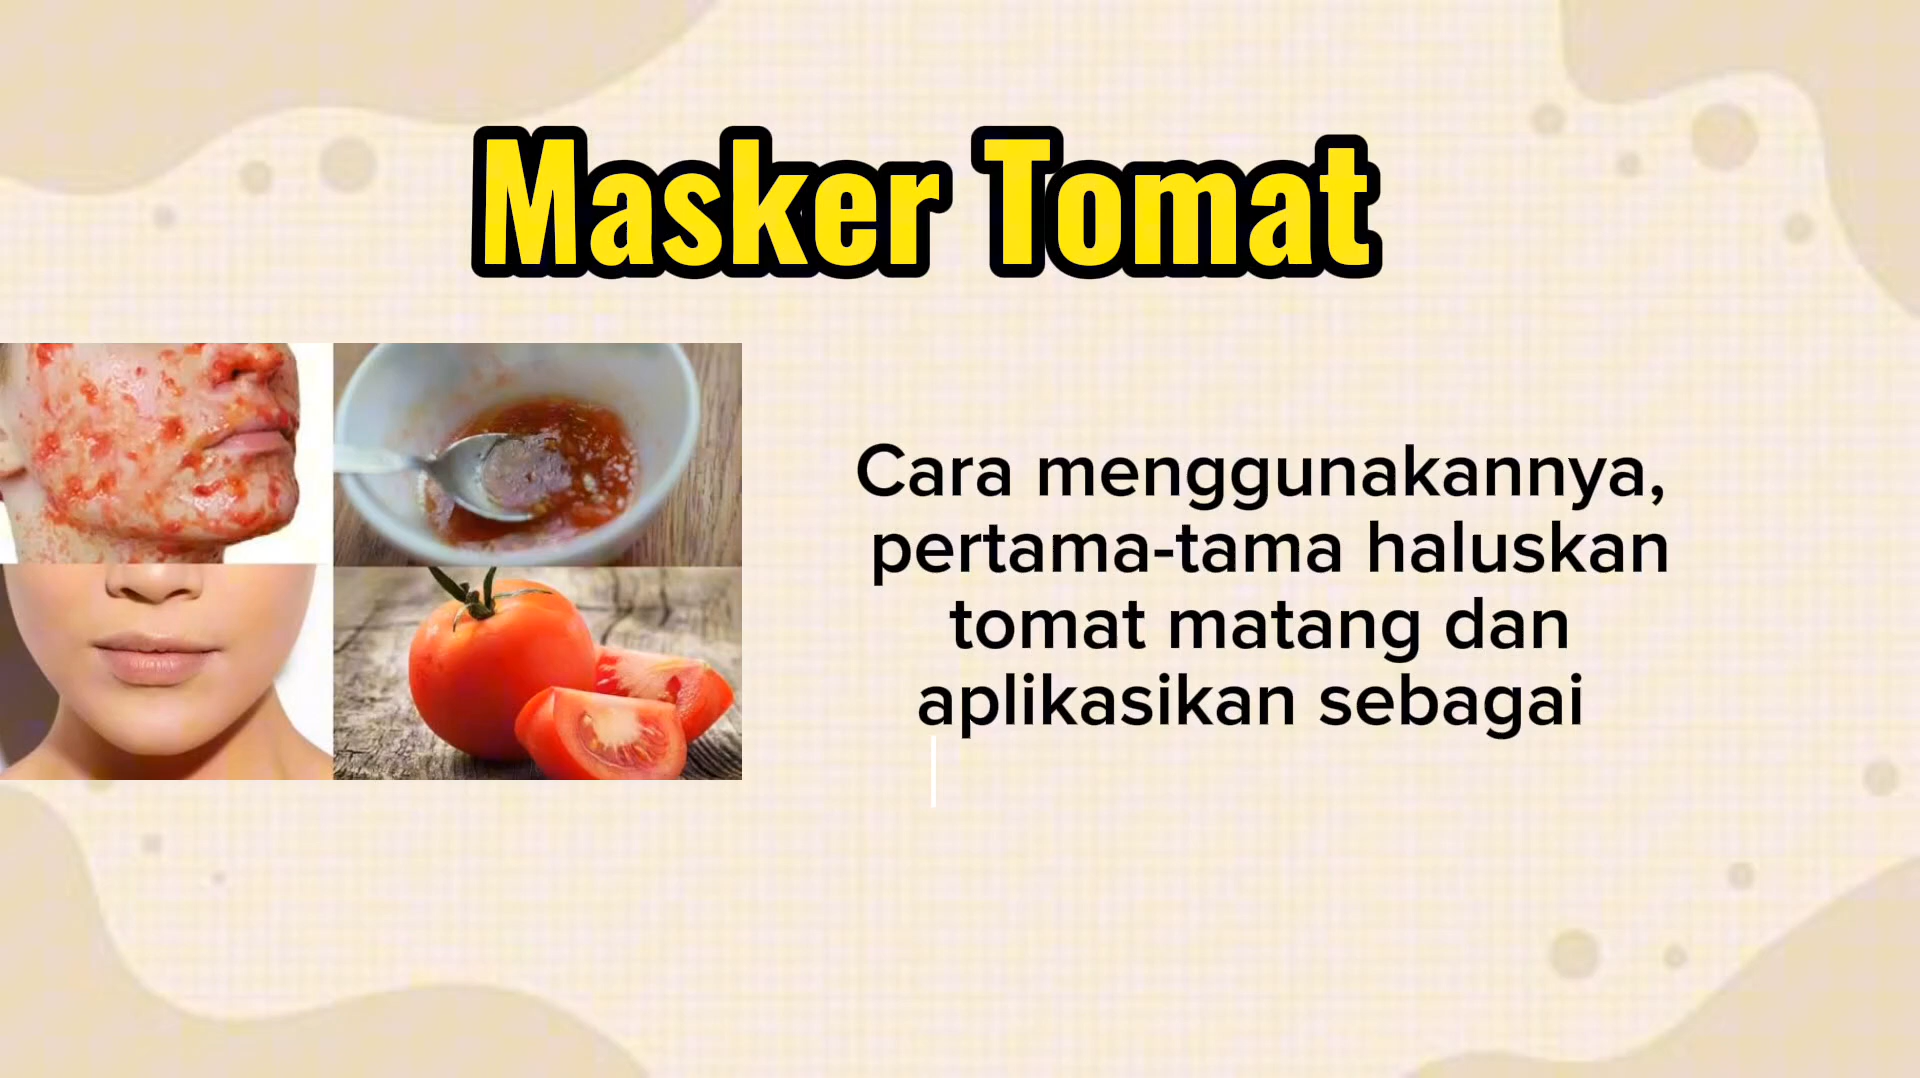 Masker Tomat
Cara menggunakannya,
pertama-tama haluskan
tomat matang dan
aplikasikan sebagai